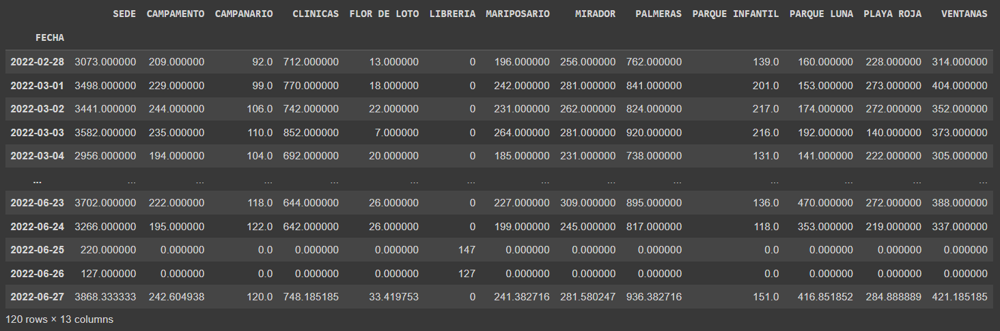 SEDE CAMPAMENTO CAMPANARIO CLINICAS FLOR DE LOTO LIBRERIA MARIPOSARIO MIRADOR PALMERAS PARQUE INFANTIL PARQUE LUNA PLAYA ROJA VENTANAS
FECHA
2022-02-28 3073.000000 209.000000 92.0 712.000000 13.000000 0 196.000000 256.000000 762.000000 139.0 160.000000 228.000000 314.000000
2022-03-01 3498.000000 229.000000 99.0 770.000000 18.000000 0 242.000000 281.000000 841.000000 201.0 153.000000 273.000000 404.000000
2022-03-02 3441.000000 244.000000 106.0 742.000000 22.000000 0 231.000000 262.000000 824.000000 217.0 174.000000 272.000000 352.000000
2022-03-03 3582.000000 235.000000 110.0 852.000000 7.000000 0 264.000000 281.000000 920.000000 216.0 192.000000 140.000000 373.000000
2022-03-04 2956.000000 194.000000 104.0 692.000000 20.000000 0 185.000000 231.000000 738.000000 131.0 141.000000 222.000000 305.000000
... ... ... ... ... ... ... ... ... ... ... ... ... ...
2022-06-23 3702.000000 222.000000 118.0 644.000000 26.000000 0 227.000000 309.000000 895.000000 136.0 470.000000 272.000000 388.000000
2022-06-24 3266.000000 195.000000 122.0 642.000000 26.000000 0 199.000000 245.000000 817.000000 118.0 353.000000 219.000000 337.000000
2022-06-25 220.000000 0.000000 0.0 0.000000 0.000000 147 0.000000 0.000000 0.000000 0.0 0.000000 0.000000 0.000000
2022-06-26 127.000000 0.000000 0.0 0.000000 0.000000 127 0.000000 0.000000 0.000000 0.0 0.000000 0.000000 0.000000
2022-06-27 3868.333333 242.604938 120.0 748.185185 33.419753 0 241.382716 281.580247 936.382716 151.0 416.851852 284.888889 421.185185
120 rows × 13 columns